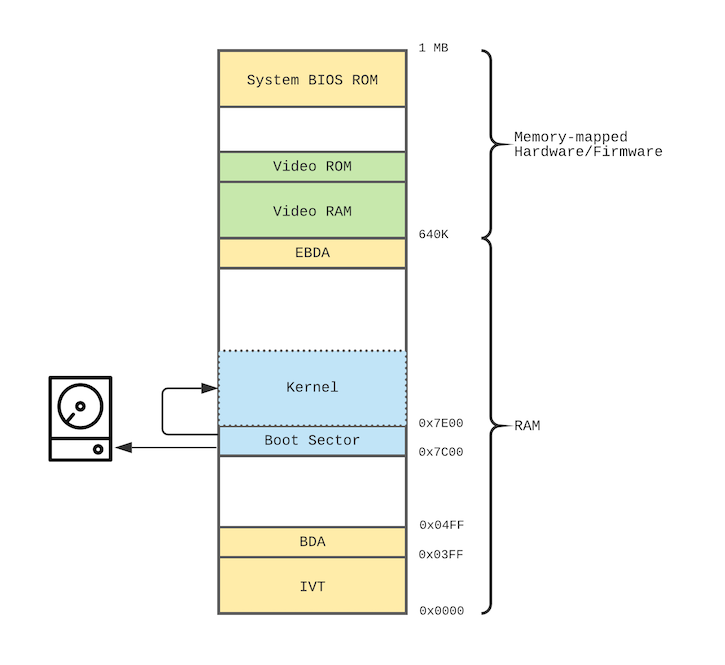 1 MB
System BIOS ROM
Memory-mapped
Hardware/Firmware
Video ROM
Video RAM
640K
EBDA
Kernel
0x7E00
RAM
Boot Sector
0x7C00
0x04FF
BDA
0x03FF
IVT
0x0000